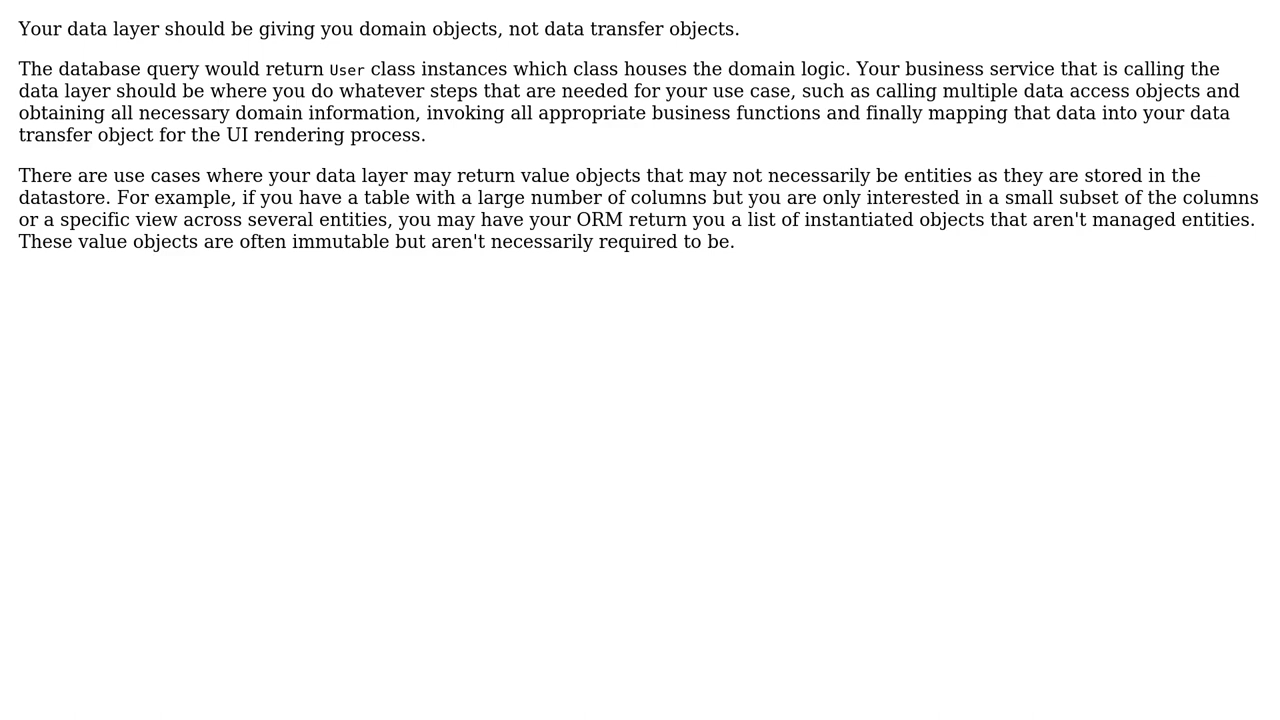 Your data layer should be giving you domain objects, not data transfer objects.
The database query would return User class instances which class houses the domain logic. Your business service that is calling the
data layer should be where you do whatever steps that are needed for your use case, such as calling multiple data access objects and
obtaining all necessary domain information, invoking all appropriate business functions and finally mapping that data into your data
transfer object for the UI rendering process.
There are use cases where your data layer may return value objects that may not necessarily be entities as they are stored in the
datastore. For example, if you have a table with a large number of columns but you are only interested in a small subset of the columns
or a specific view across several entities, you may have your ORM return you a list of instantiated objects that aren't managed entities.
These value objects are often immutable but aren't necessarily required to be.